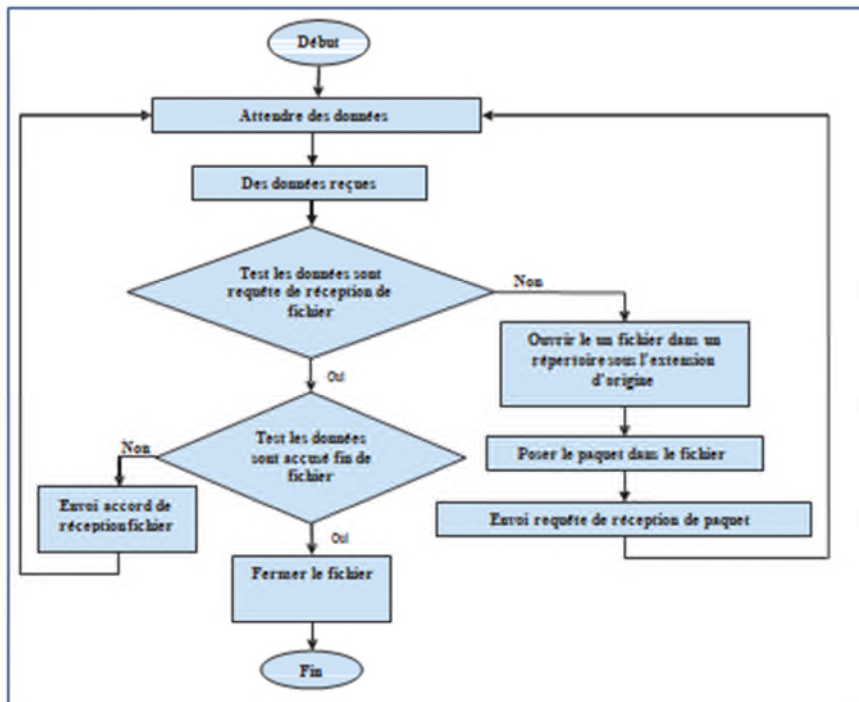 Début
Attendre des données
Des données reçues
Test les données sont
requête de réception de
fichier
Non
Ouvrir le un fichier dans un
répertoire sous l'extension
d'origine
Oui
Test les données
sont accusé fin de
fichier
Non
Poser le paquet dans le fichier
Envoi accord de
réception fichier
Envoi requête de réception de paquet
Oui
Fermer le fichier
Fin